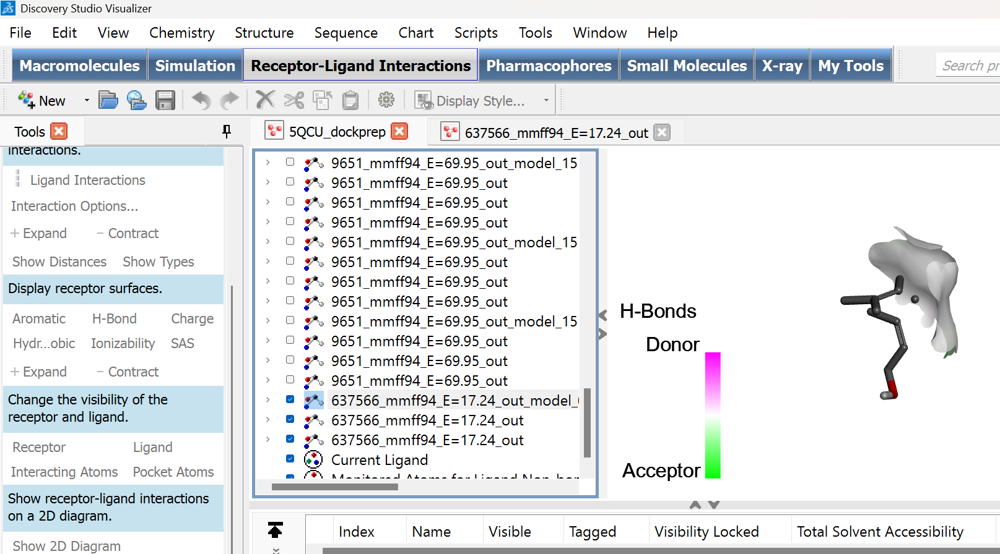 Discovery Studio Visualizer
File Edit View Chemistry Structure Sequence Chart Scripts Tools Window Help
Macromolecules Simulation Receptor-Ligand Interactions Pharmacophores Small Molecules X-ray My Tools Search pr
New Display Style...
Tools 5QCU_dockprep 637566_mmff94_E=17.24_out
interactions.
Ligand Interactions
Interaction Options...
+ Expand − Contract
Show Distances Show Types
Display receptor surfaces.
Aromatic H-Bond Charge
Hydr...obic Ionizability SAS
+ Expand − Contract
Change the visibility of the
receptor and ligand.
Receptor Ligand
Interacting Atoms Pocket Atoms
Show receptor-ligand interactions
on a 2D diagram.
Show 2D Diagram
9651_mmff94_E=69.95_out_model_15
9651_mmff94_E=69.95_out
9651_mmff94_E=69.95_out
9651_mmff94_E=69.95_out
9651_mmff94_E=69.95_out_model_15
9651_mmff94_E=69.95_out
9651_mmff94_E=69.95_out
9651_mmff94_E=69.95_out
9651_mmff94_E=69.95_out_model_15
9651_mmff94_E=69.95_out
9651_mmff94_E=69.95_out
9651_mmff94_E=69.95_out
637566_mmff94_E=17.24_out_model_
637566_mmff94_E=17.24_out
637566_mmff94_E=17.24_out
Current Ligand
Monitored Atoms for Ligand Non-bon
H-Bonds
Donor
Acceptor
Index Name Visible Tagged Visibility Locked Total Solvent Accessibility